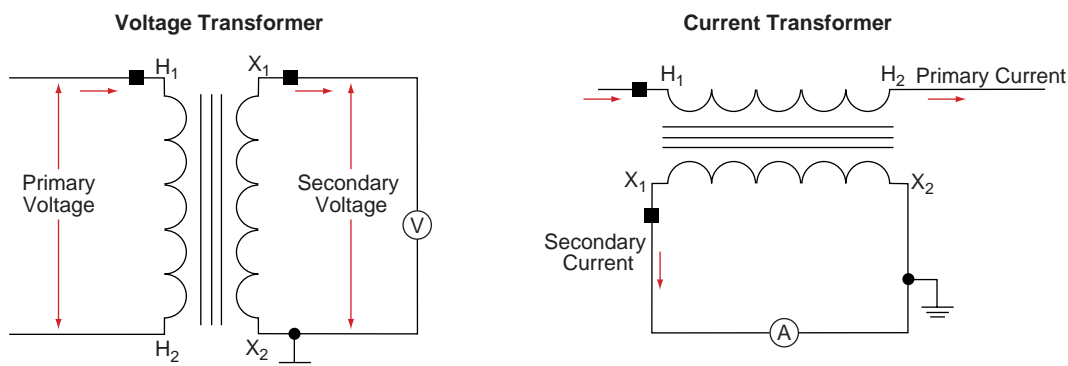 Voltage Transformer
H1
X1
Primary
Voltage
Secondary
Voltage
V
H2
X2
Current Transformer
H1
H2
Primary Current
X1
X2
Secondary
Current
A